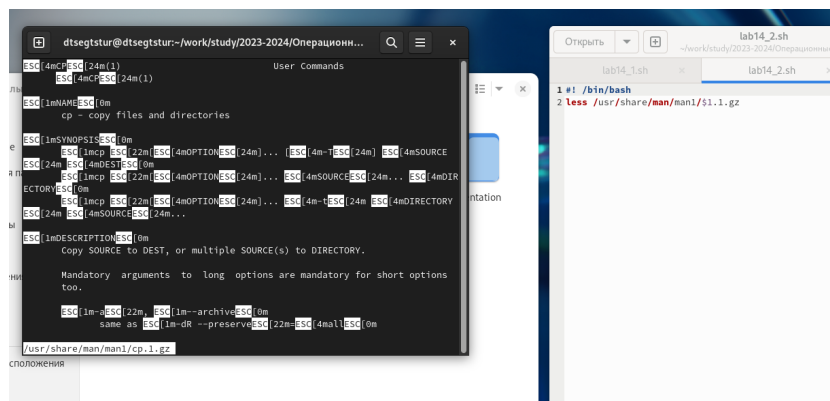 dtsegtstur@dtsegtstur:~/work/study/2023-2024/Операционн...
ESC[4mCPESC[24m(1) User Commands
ESC[4mCPESC[24m(1)
ESC[1mNAMEESC[0m
cp - copy files and directories
ESC[1mSYNOPSISESC[0m
ESC[1mcp ESC[22m[ESC[4mOPTIONESC[24m]... [ESC[4m-TESC[24m] ESC[4mSOURCE
ESC[24m ESC[4mDESTESC[0m
ESC[1mcp ESC[22m[ESC[4mOPTIONESC[24m]... ESC[4mSOURCEESC[24m... ESC[4mDIR
ECTORYESC[0m
ESC[1mcp ESC[22m[ESC[4mOPTIONESC[24m]... ESC[4m-tESC[24m ESC[4mDIRECTORY
ESC[24m ESC[4mSOURCEESC[24m...
ESC[1mDESCRIPTIONESC[0m
Copy SOURCE to DEST, or multiple SOURCE(s) to DIRECTORY.
Mandatory arguments to long options are mandatory for short options
too.
ESC[1m-aESC[22m, ESC[1m--archiveESC[0m
same as ESC[1m-dR --preserveESC[22m=ESC[4mallESC[0m
/usr/share/man/man1/cp.1.gz
сположения
ntation
Открыть
lab14_2.sh
~/work/study/2023-2024/Операционны
lab14_1.sh
lab14_2.sh
1 #! /bin/bash
2 less /usr/share/man/man1/$1.1.gz